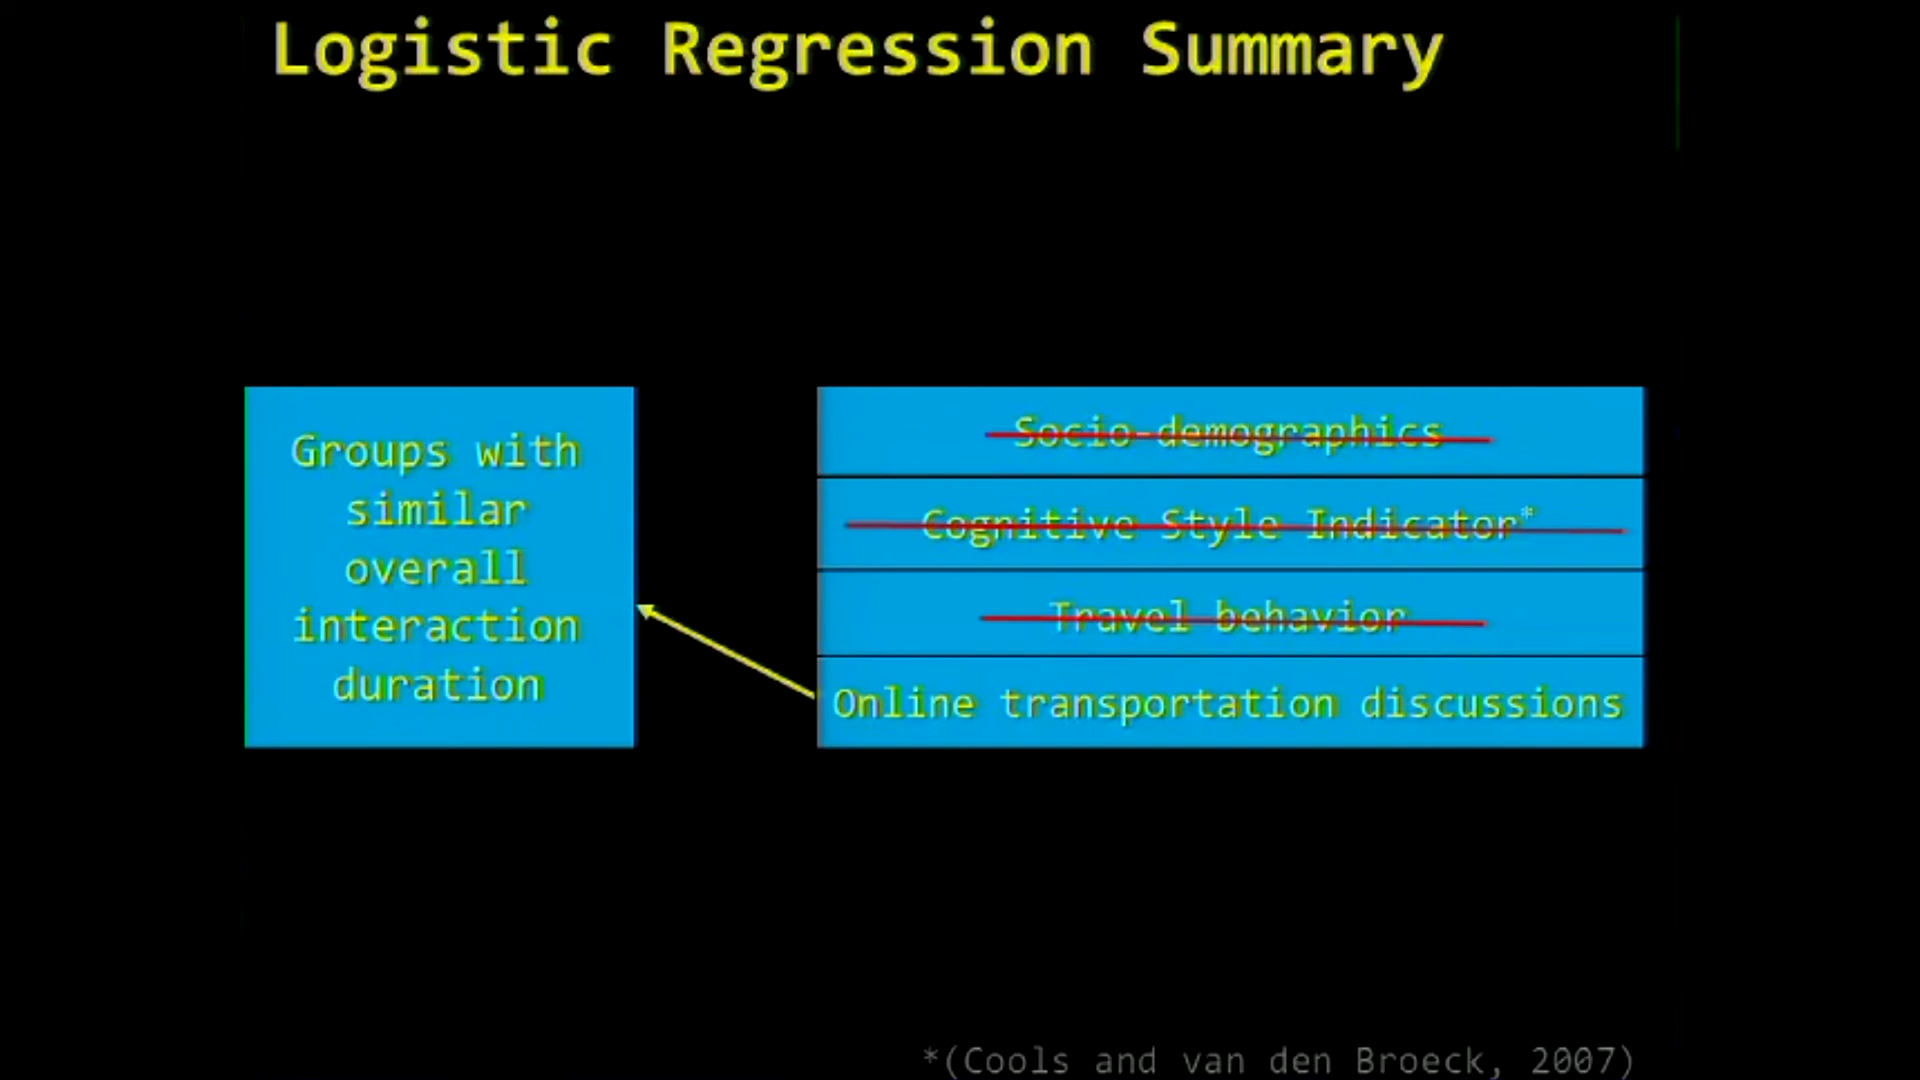 Logistic Regression Summary
Groups with
similar
overall
interaction
duration
Socio-demographics
Cognitive Style Indicator*
Travel behavior
Online transportation discussions
*(Cools and van den Broeck, 2007)